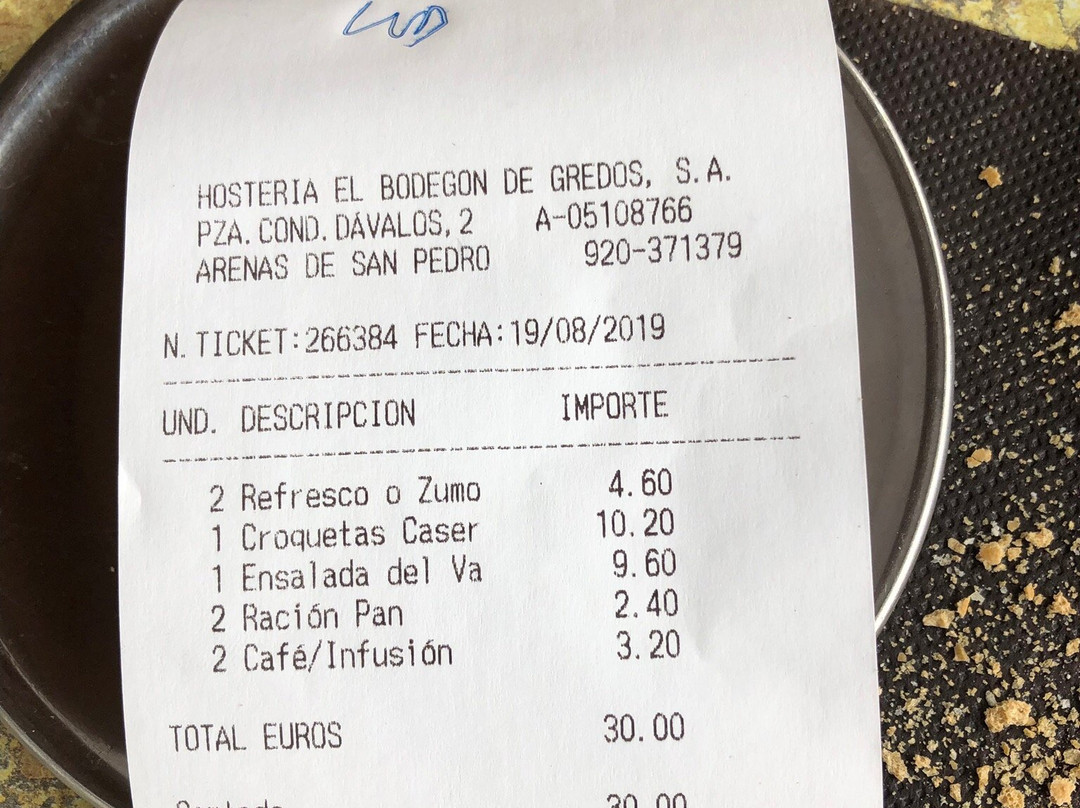 HOSTERIA EL BODEGON DE GREDOS, S.A.
PZA. COND. DÁVALOS, 2 A-05108766
ARENAS DE SAN PEDRO 920-371379
N. TICKET:266384 FECHA:19/08/2019
UND. DESCRIPCION IMPORTE
2 Refresco o Zumo 4.60
1 Croquetas Caser 10.20
1 Ensalada del Va 9.60
2 Ración Pan 2.40
2 Café/Infusión 3.20
TOTAL EUROS 30.00
30.00